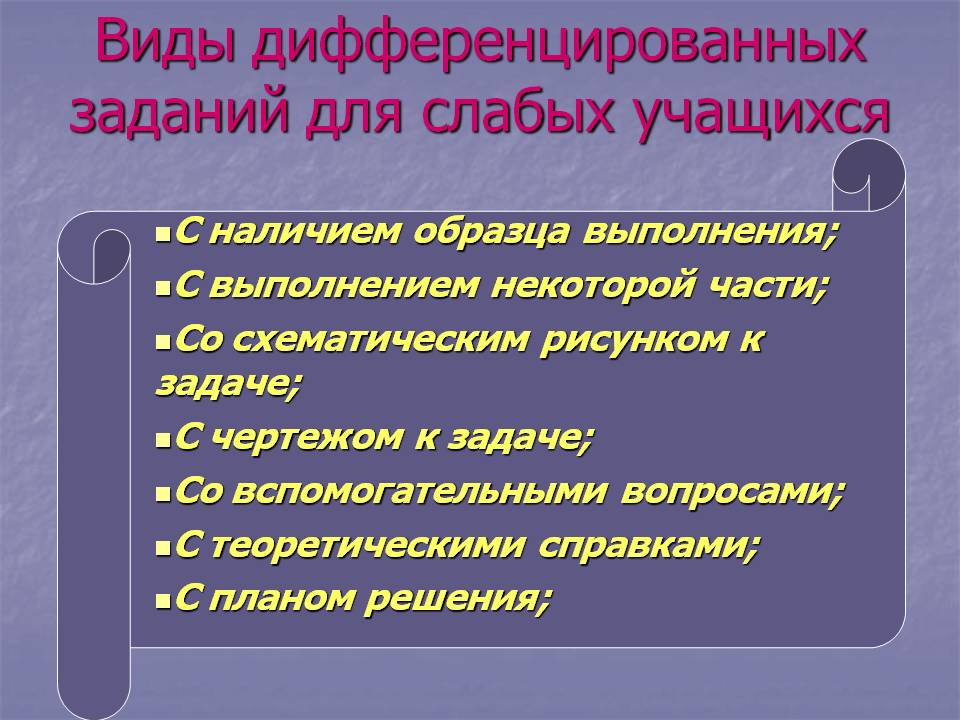 Виды дифференцированных
заданий для слабых учащихся
С наличием образца выполнения;
С выполнением некоторой части;
Со схематическим рисунком к
задаче;
С чертежом к задаче;
Со вспомогательными вопросами;
С теоретическими справками;
С планом решения;